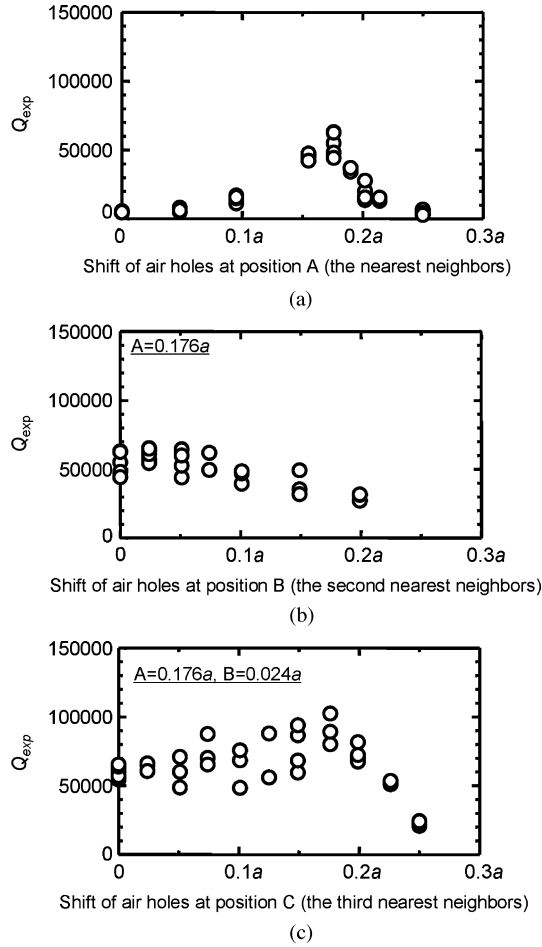 150000
100000
50000
0
Qexp
0
0.1a
0.2a
0.3a
Shift of air holes at position A (the nearest neighbors)
(a)
150000
100000
50000
0
Qexp
A=0.176a
0
0.1a
0.2a
0.3a
Shift of air holes at position B (the second nearest neighbors)
(b)
150000
100000
50000
0
Qexp
A=0.176a, B=0.024a
0
0.1a
0.2a
0.3a
Shift of air holes at position C (the third nearest neighbors)
(c)